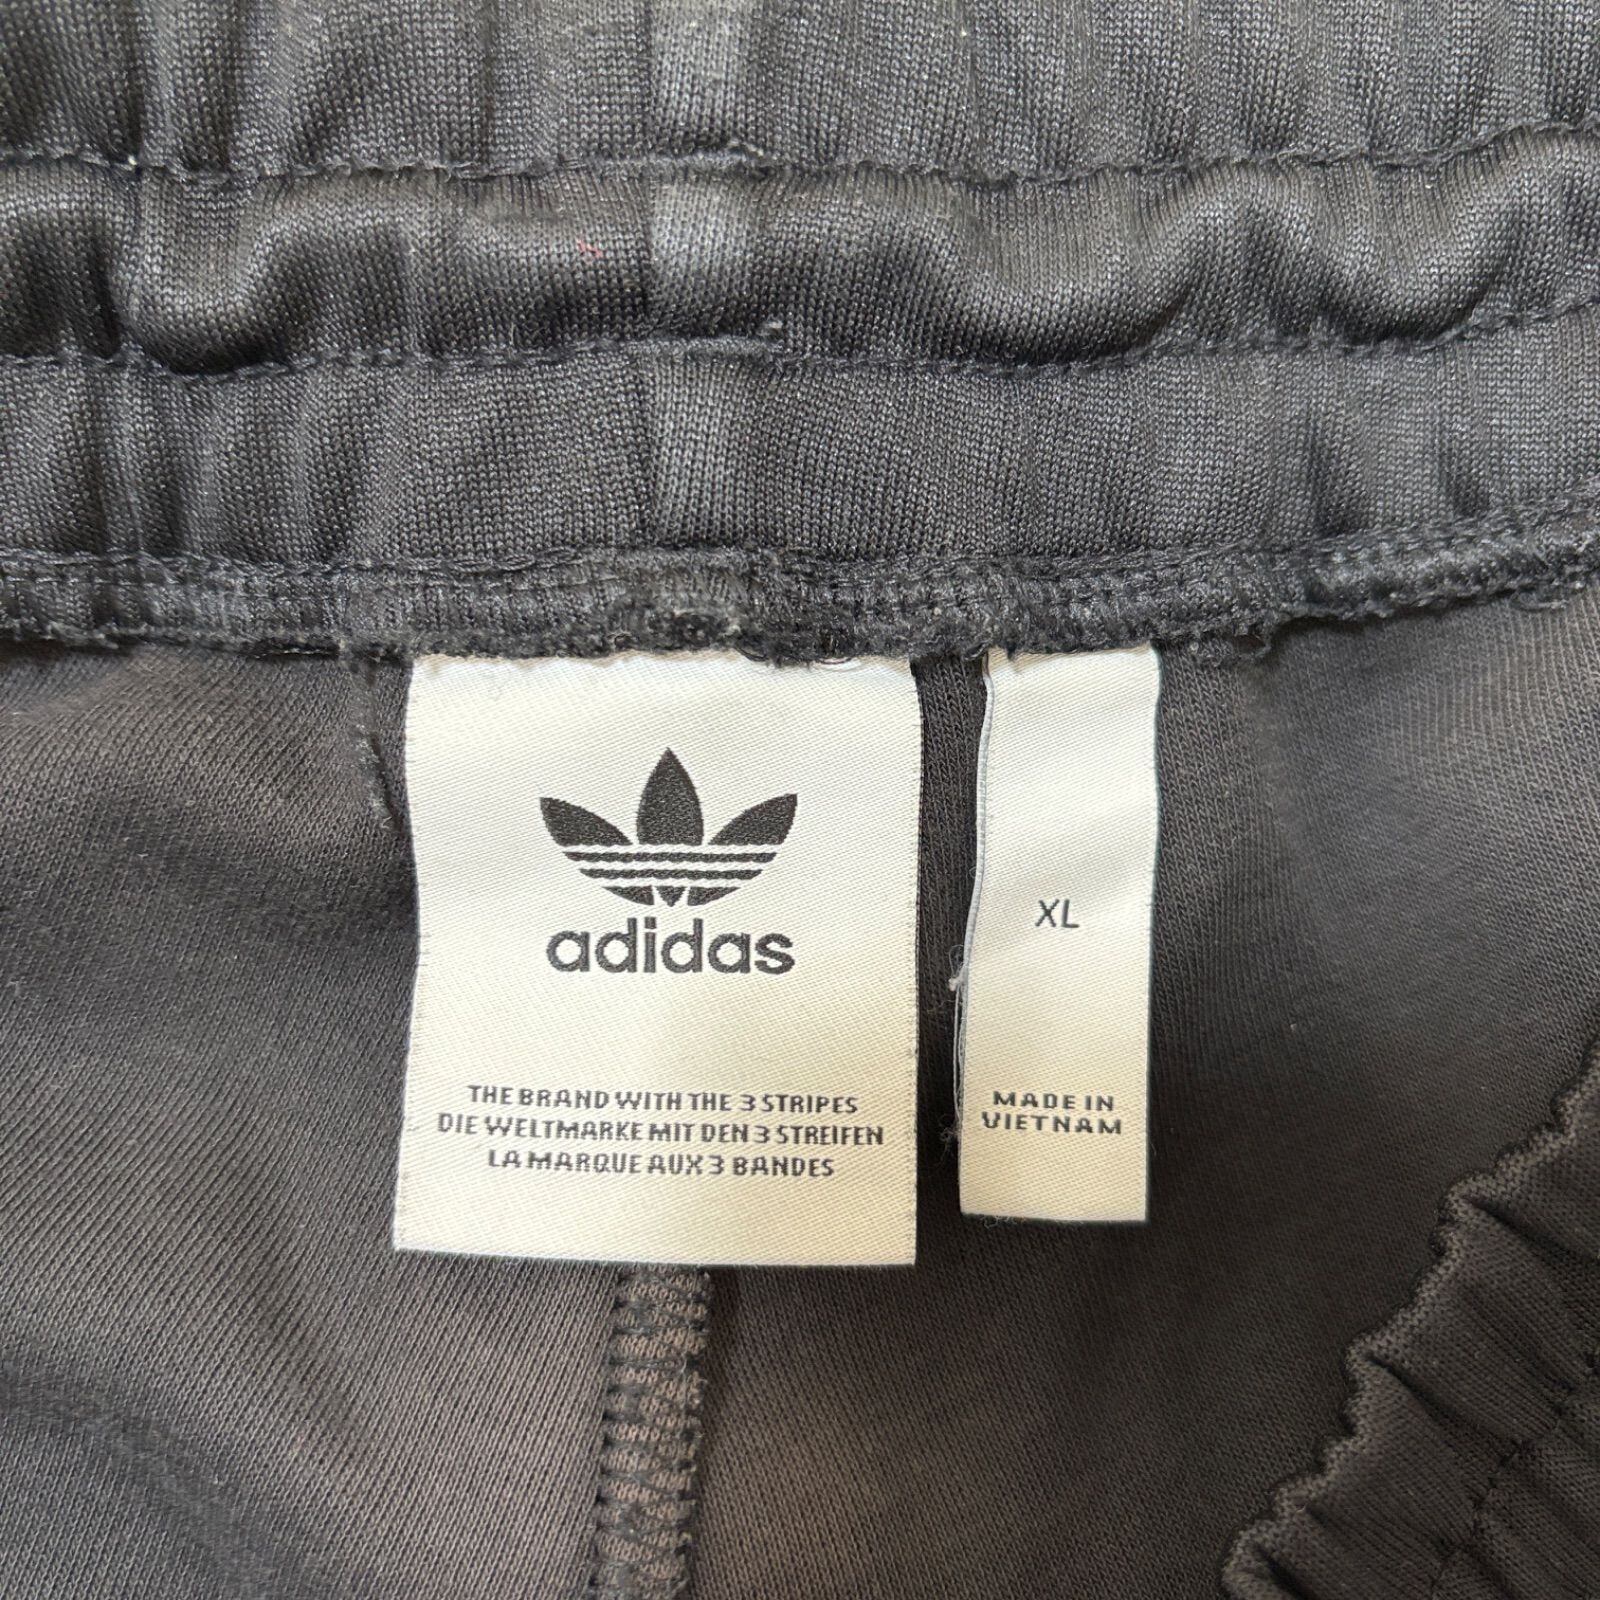 adidas
THE BRAND WITH THE 3 STRIPES
DIE WELTMARKE MIT DEN 3 STREIFEN
LA MARQUE AUX 3 BANDES
XL
MADE IN
VIETNAM